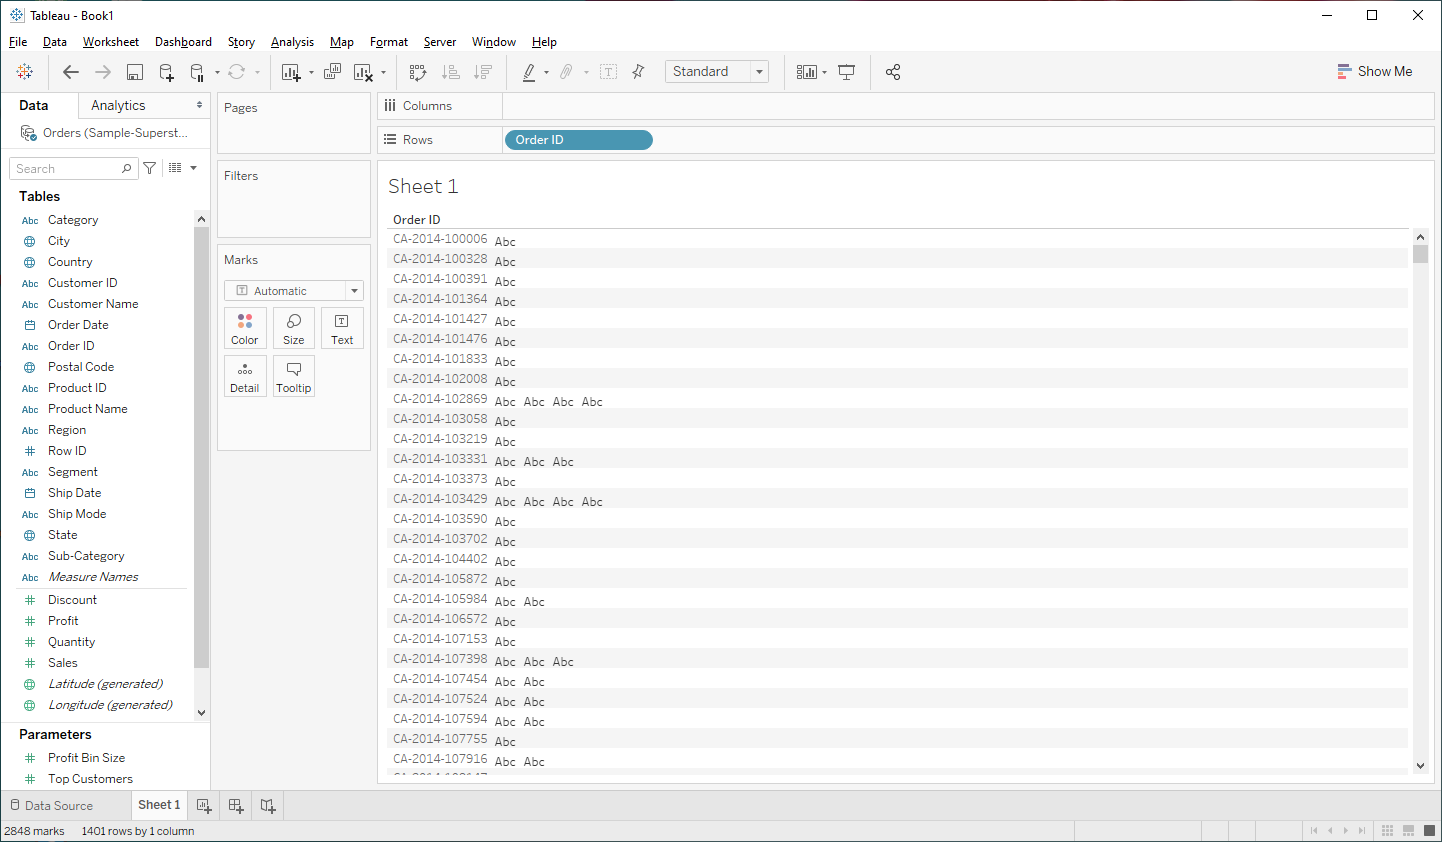 Tableau - Book1
File Data Worksheet Dashboard Story Analysis Map Format Server Window Help
Standard
Show Me
Data Analytics
Orders (Sample-Superst...
Search
Tables
Abc Category
City
Country
Abc Customer ID
Abc Customer Name
Order Date
Abc Order ID
Postal Code
Abc Product ID
Abc Product Name
Abc Region
# Row ID
Abc Segment
Ship Date
Abc Ship Mode
State
Abc Sub-Category
Abc Measure Names
# Discount
# Profit
# Quantity
# Sales
Latitude (generated)
Longitude (generated)
Parameters
# Profit Bin Size
# Top Customers
Pages
Filters
Marks
T Automatic
Color Size Text
Detail Tooltip
Columns
Rows Order ID
Sheet 1
Order ID
CA-2014-100006 Abc
CA-2014-100328 Abc
CA-2014-100391 Abc
CA-2014-101364 Abc
CA-2014-101427 Abc
CA-2014-101476 Abc
CA-2014-101833 Abc
CA-2014-102008 Abc
CA-2014-102869 Abc Abc Abc Abc
CA-2014-103058 Abc
CA-2014-103219 Abc
CA-2014-103331 Abc Abc Abc
CA-2014-103373 Abc
CA-2014-103429 Abc Abc Abc Abc
CA-2014-103590 Abc
CA-2014-103702 Abc
CA-2014-104402 Abc
CA-2014-105872 Abc
CA-2014-105984 Abc Abc
CA-2014-106572 Abc
CA-2014-107153 Abc
CA-2014-107398 Abc Abc Abc
CA-2014-107454 Abc Abc
CA-2014-107524 Abc Abc
CA-2014-107594 Abc Abc
CA-2014-107755 Abc
CA-2014-107916 Abc Abc
Data Source Sheet 1
2848 marks 1401 rows by 1 column